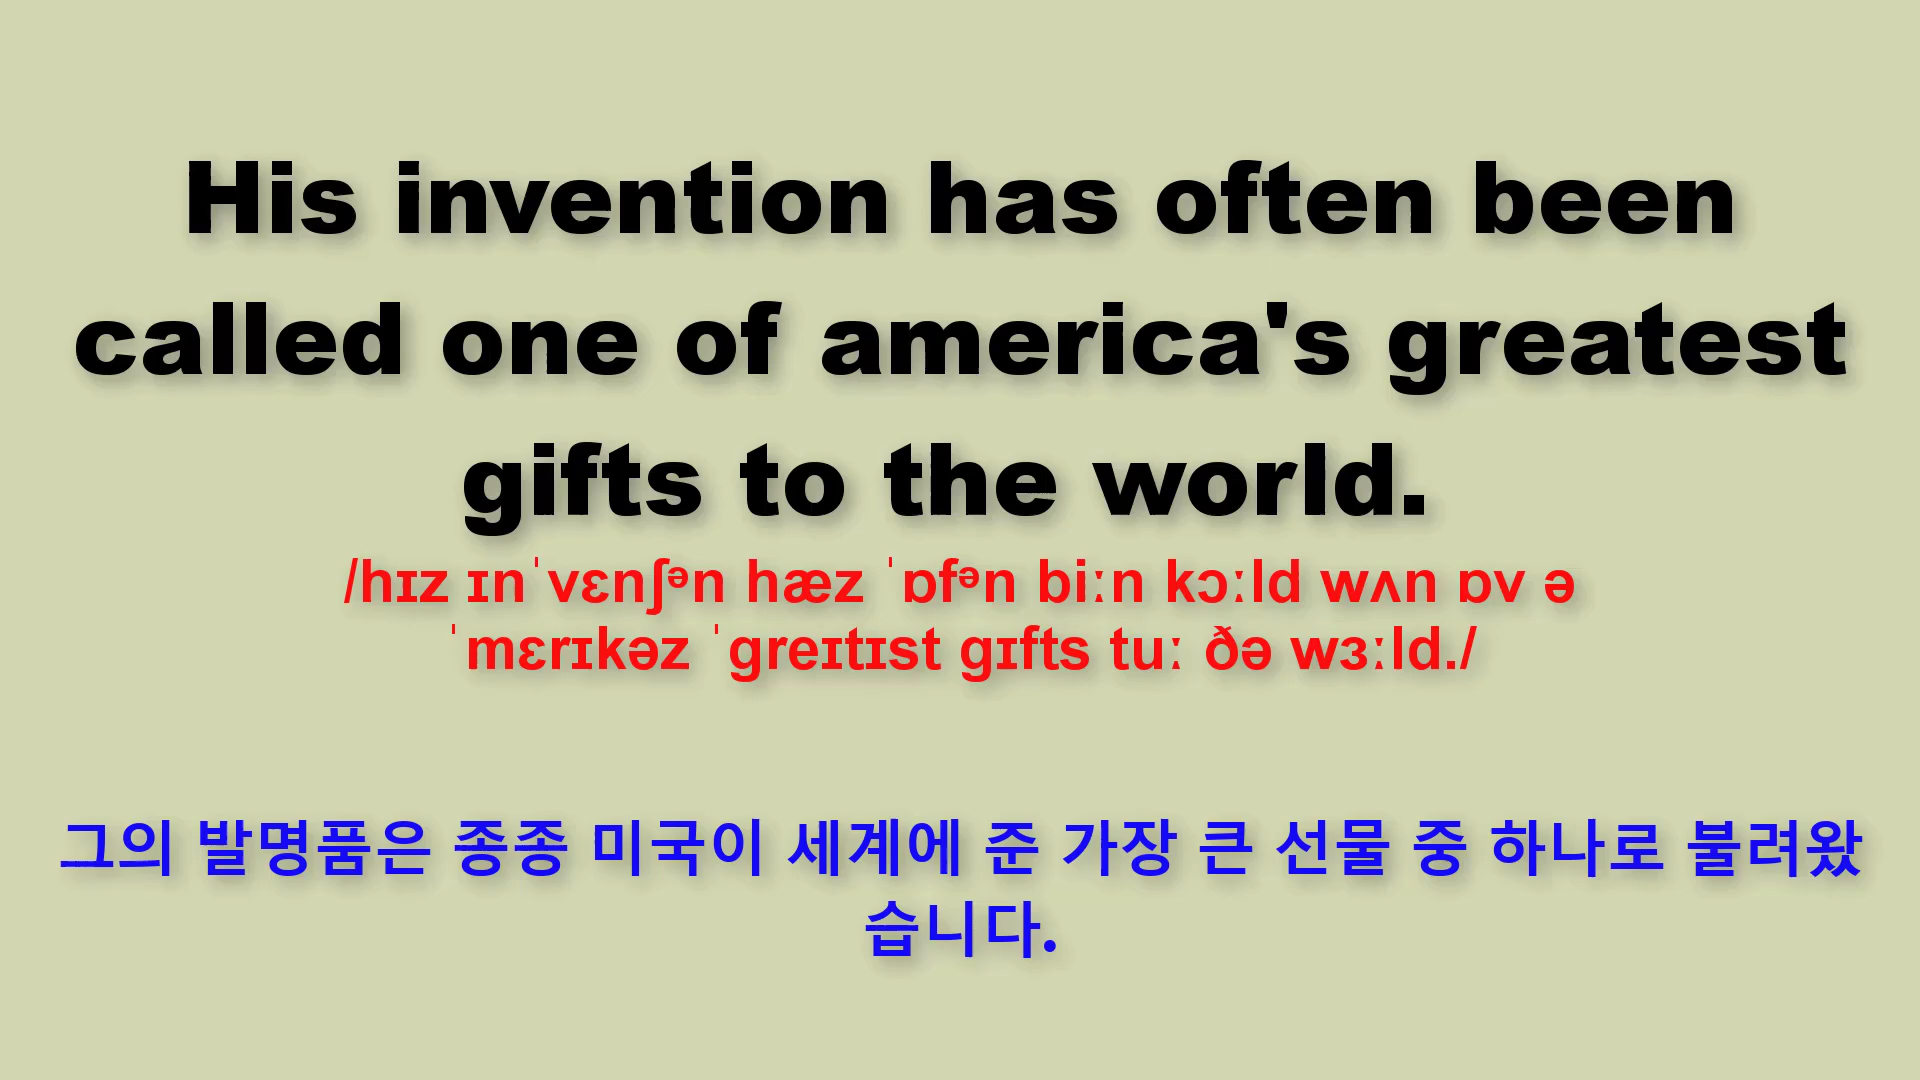 His invention has often been
called one of america's greatest
gifts to the world.
/hɪz ɪnˈvɛnʃᵊn hæz ˈɒfᵊn biːn kɔːld wʌn ɒv ə
ˈmɛrɪkəz ˈgreɪtɪst gɪfts tuː ðə wɜːld./
그의 발명품은 종종 미국이 세계에 준 가장 큰 선물 중 하나로 불려왔
습니다.